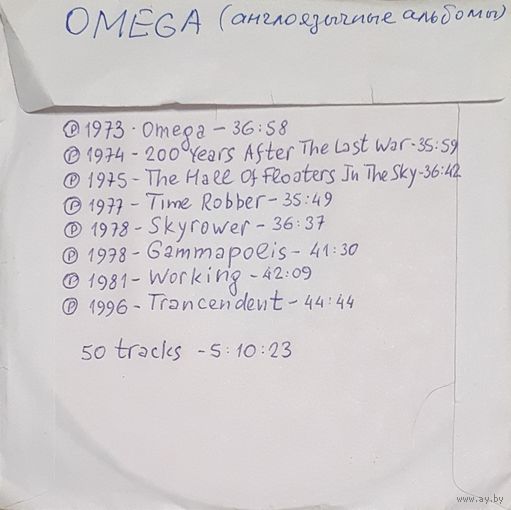 OMEGA (англоязычные альбомы)
℗ 1973 - Omega - 36:58
℗ 1974 - 200 Years After The Last War - 35:59
℗ 1975 - The Hall Of Floaters In The Sky - 36:42
℗ 1977 - Time Robber - 35:49
℗ 1978 - Skyrower - 36:37
℗ 1978 - Gammapolis - 41:30
℗ 1981 - Working - 42:09
℗ 1996 - Trancendent - 44:44
50 tracks - 5:10:23
www.ay.by